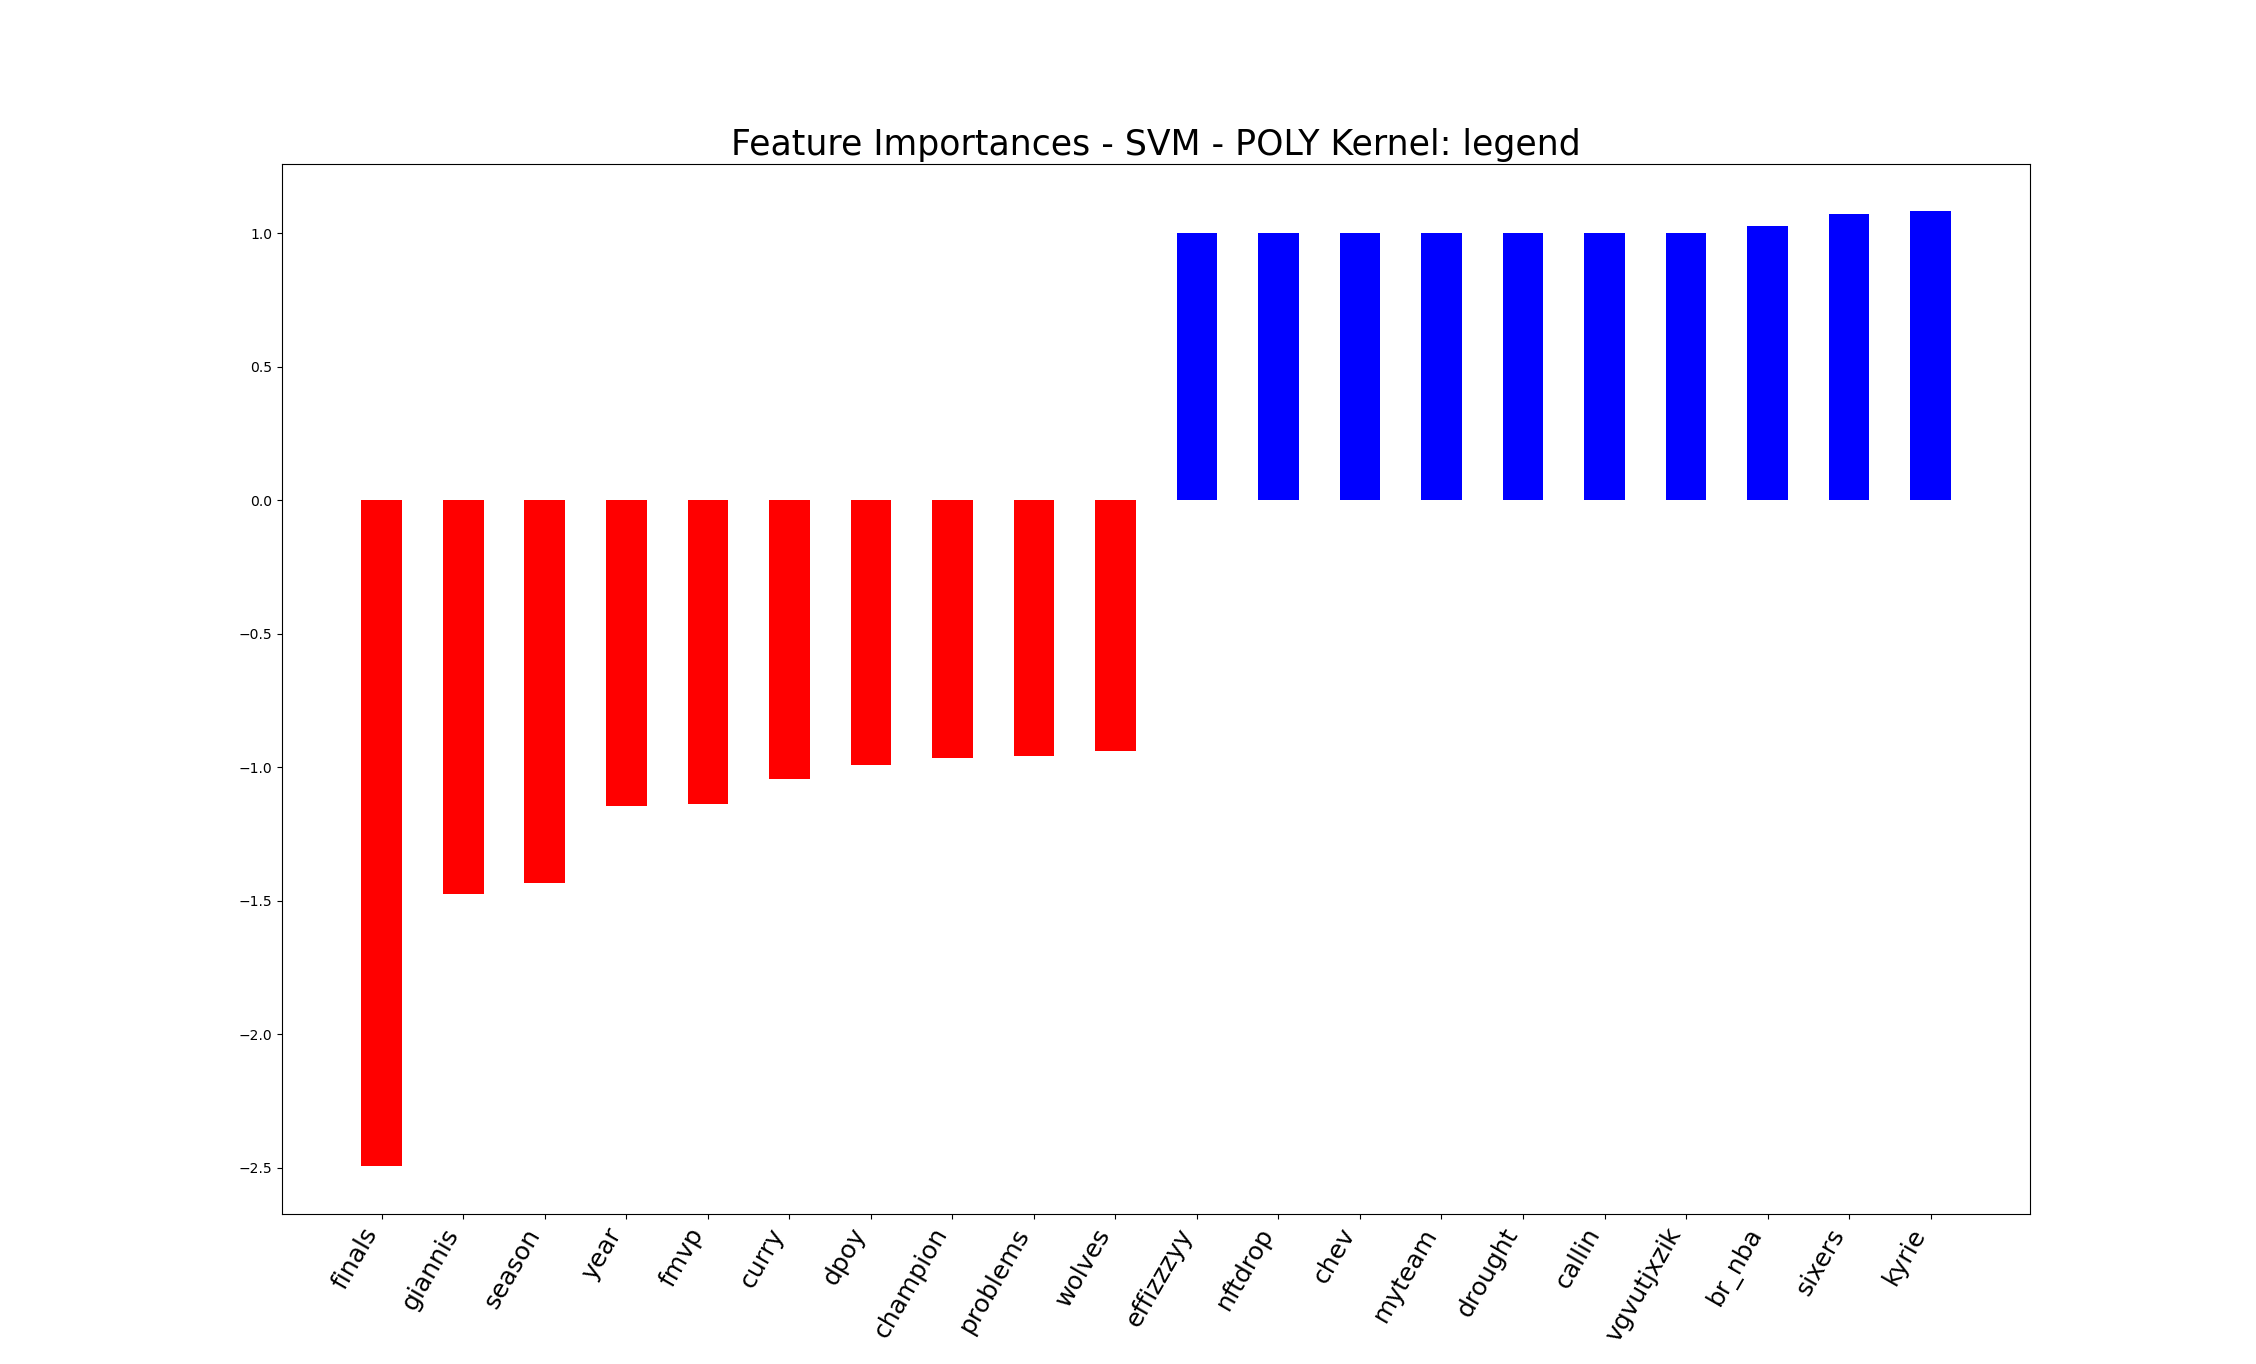 Feature Importances - SVM - POLY Kernel: legend
1.0
0.5
0.0
−0.5
−1.0
−1.5
−2.0
−2.5
finals
giannis
season
year
fmvp
curry
dpoy
champion
problems
wolves
effizzzyy
nftdrop
chev
myteam
drought
callin
vgvutjxzik
br_nba
sixers
kyrie